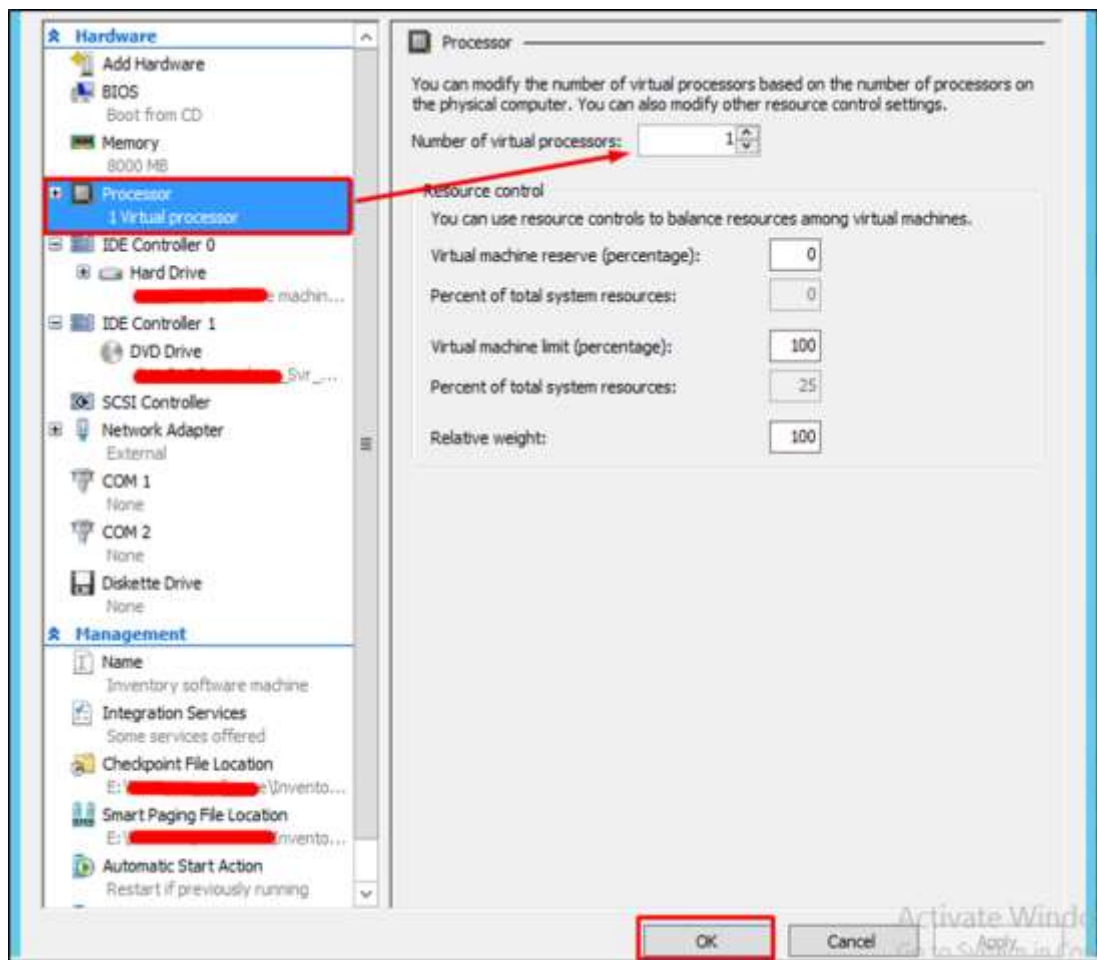 Hardware
Add Hardware
BIOS
Boot from CD
Memory
8000 MB
Processor
1 Virtual processor
IDE Controller 0
Hard Drive
machin...
IDE Controller 1
DVD Drive
_Svr_...
SCSI Controller
Network Adapter
External
COM 1
None
COM 2
None
Diskette Drive
None
Management
Name
Inventory software machine
Integration Services
Some services offered
Checkpoint File Location
E:\ e\Invento...
Smart Paging File Location
E:\ Invento...
Automatic Start Action
Restart if previously running
Processor
You can modify the number of virtual processors based on the number of processors on
the physical computer. You can also modify other resource control settings.
Number of virtual processors: 1
Resource control
You can use resource controls to balance resources among virtual machines.
Virtual machine reserve (percentage): 0
Percent of total system resources: 0
Virtual machine limit (percentage): 100
Percent of total system resources: 25
Relative weight: 100
Activate Windo
OK Cancel Apply
Go to System in Con